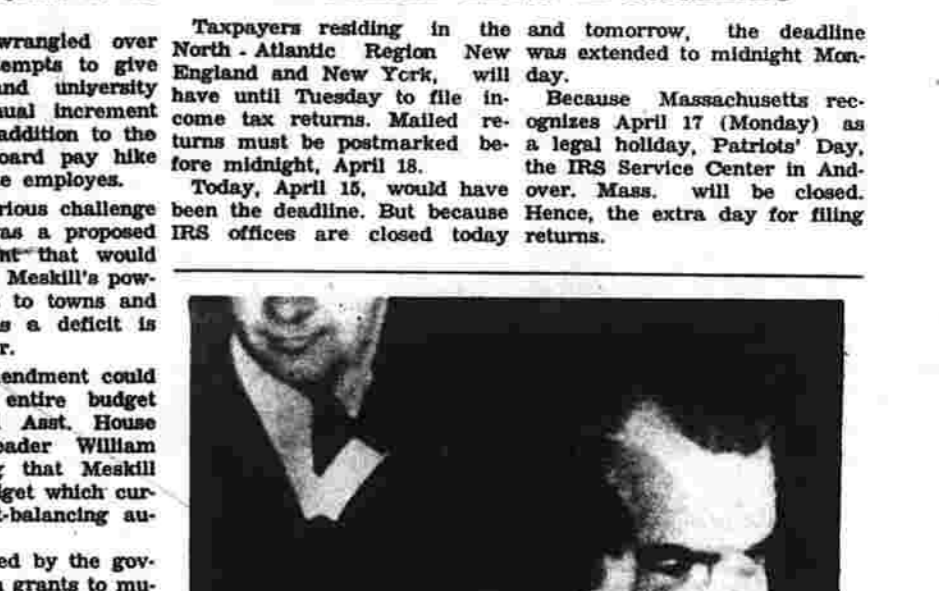 wrangled over
empts to give
and university
ual increment
addition to the
oard pay hike
e employes.
rious challenge
as a proposed
nt that would
Meskill's pow-
to towns and
s a deficit is
r.
endment could
entire budget
Asst. House
eader William
that Meskill
get which cur-
-balancing au-
ed by the gov-
grants to mu-
Taxpayers residing in the
North - Atlantic Region New
England and New York, will
have until Tuesday to file in-
come tax returns. Mailed re-
turns must be postmarked be-
fore midnight, April 18.
Today, April 15, would have
been the deadline. But because
IRS offices are closed today
and tomorrow, the deadline
was extended to midnight Mon-
day.
Because Massachusetts rec-
ognizes April 17 (Monday) as
a legal holiday, Patriots' Day,
the IRS Service Center in And-
over. Mass. will be closed.
Hence, the extra day for filing
returns.